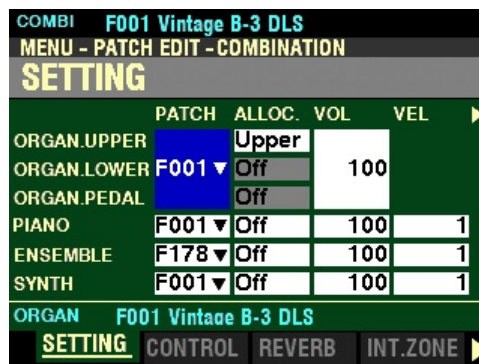 COMBI F001 Vintage B-3 DLS
MENU - PATCH EDIT - COMBINATION
SETTING
PATCH ALLOC. VOL VEL
ORGAN.UPPER Upper
ORGAN.LOWER F001 ▼ Off 100
ORGAN.PEDAL Off
PIANO F001 ▼ Off 100 1
ENSEMBLE F178 ▼ Off 100 1
SYNTH F001 ▼ Off 100 1
ORGAN F001 Vintage B-3 DLS
SETTING CONTROL REVERB INT.ZONE